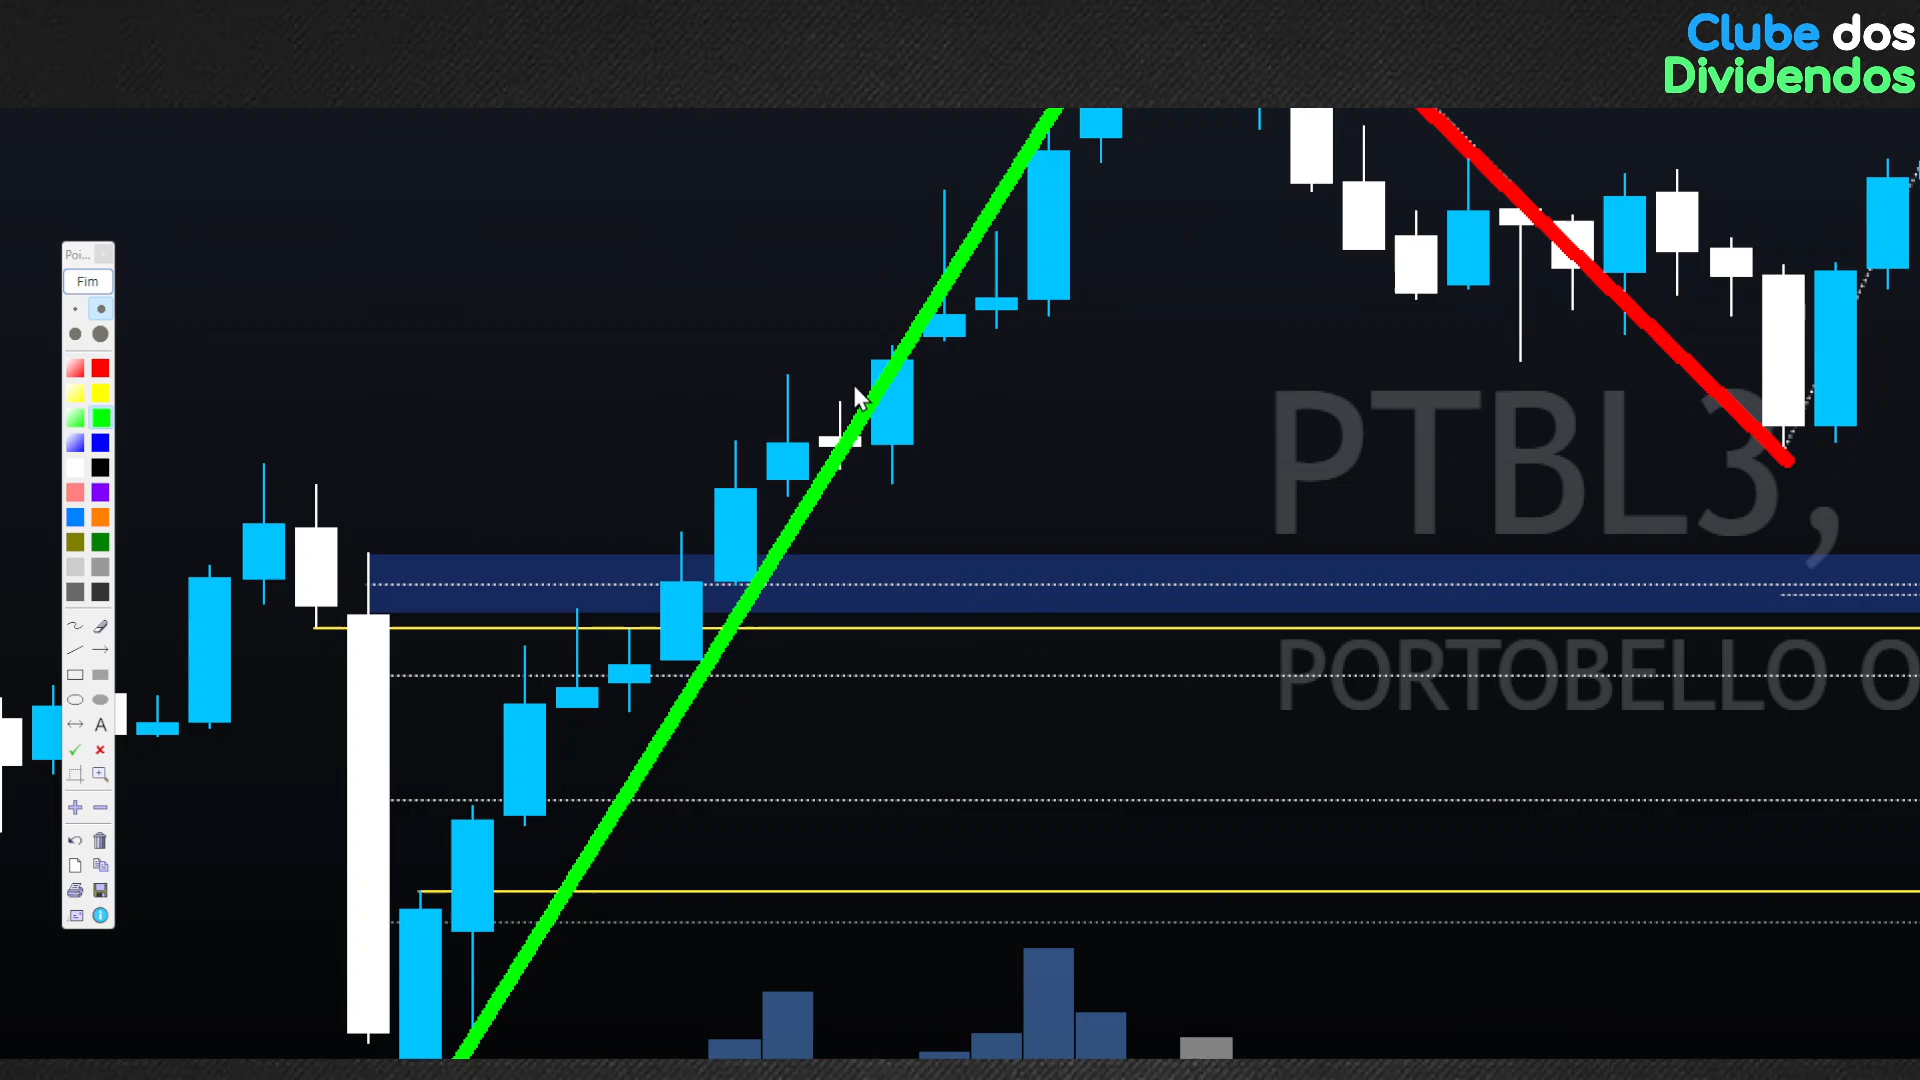 Clube dos
Dividendos
Poi...
Fim
PTBL3,
PORTOBELLO O
A